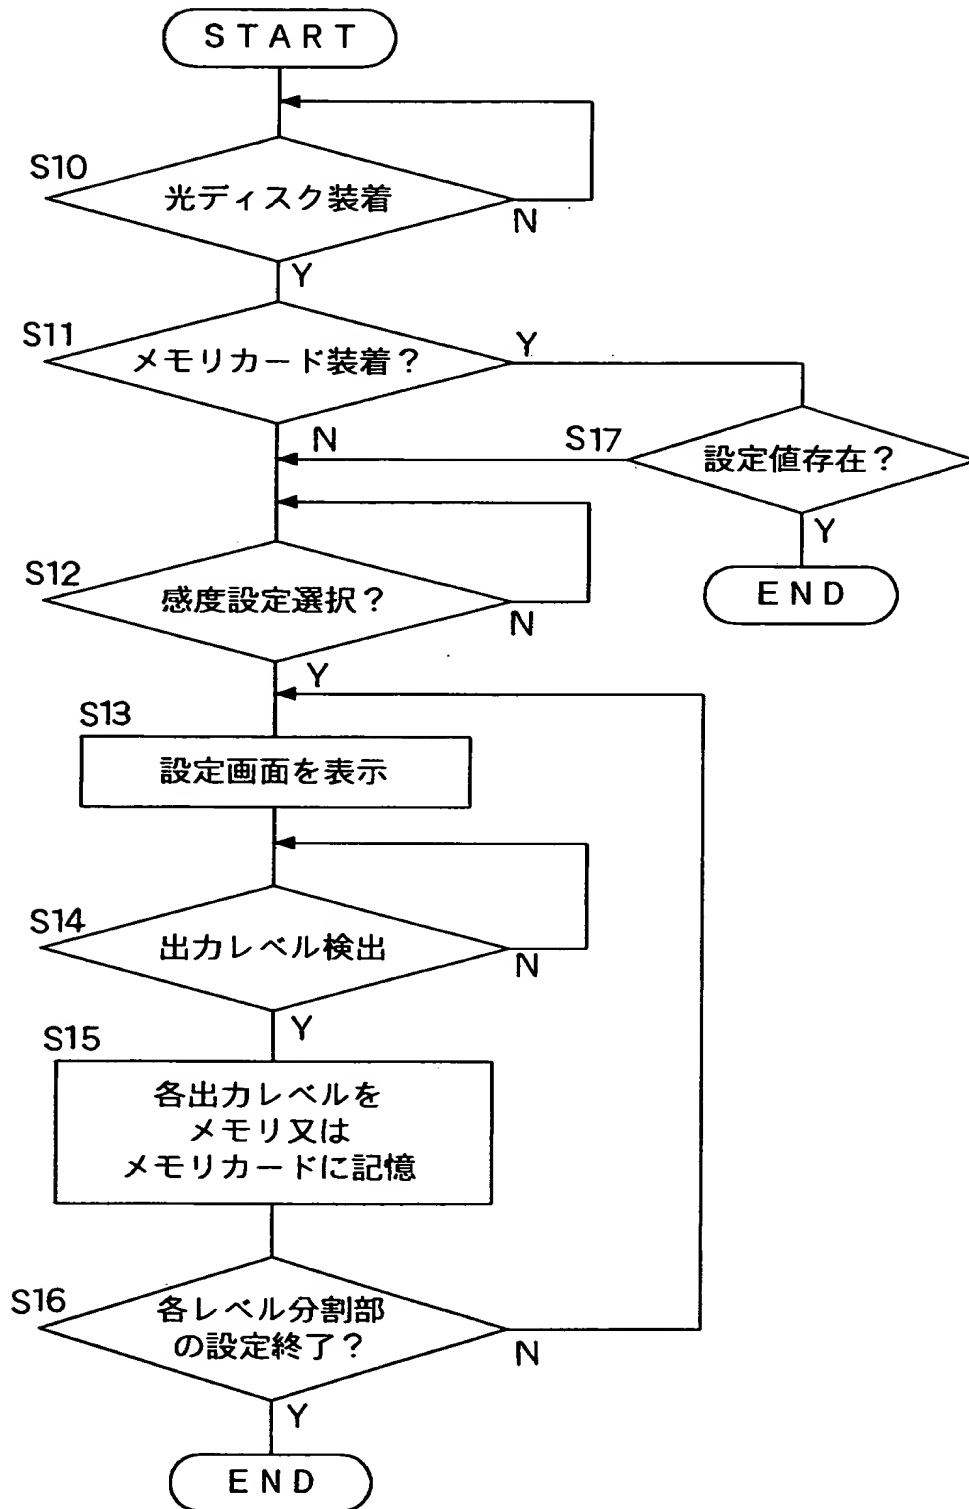 START
S10
光ディスク装着
N
Y
S11
メモリカード装着?
Y
N
S17
設定値存在?
Y
END
S12
感度設定選択?
N
Y
S13
設定画面を表示
S14
出力レベル検出
N
Y
S15
各出力レベルを
メモリ又は
メモリカードに記憶
S16
各レベル分割部
の設定終了?
N
Y
END